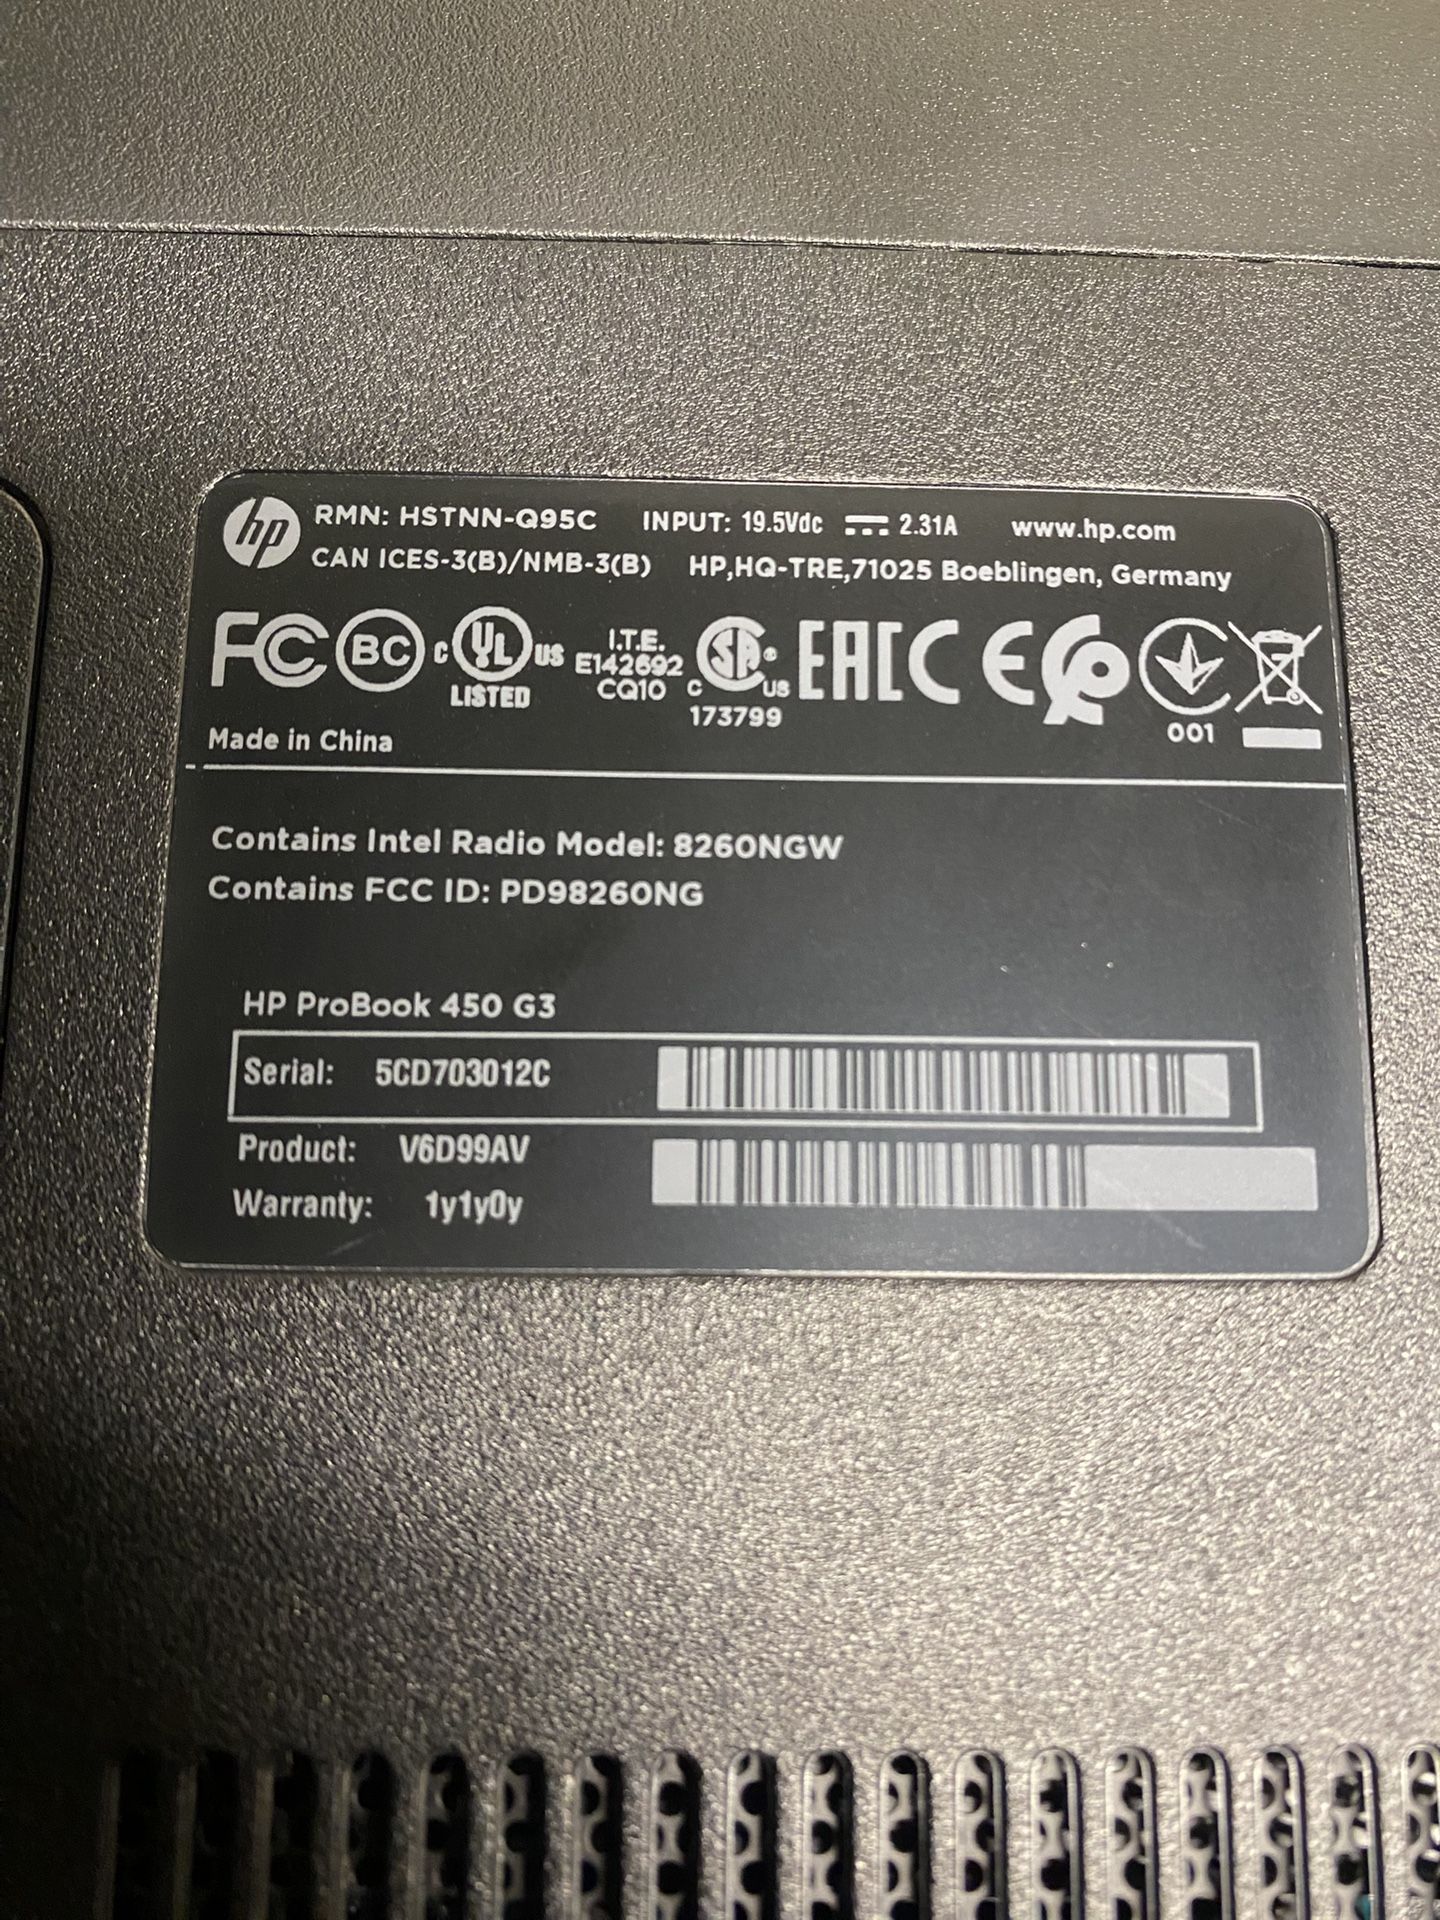 hp RMN: HSTNN-Q95C INPUT: 19.5Vdc 2.31A www.hp.com
CAN ICES-3(B)/NMB-3(B) HP,HQ-TRE,71025 Boeblingen, Germany
FC BC C UL US LISTED I.T.E. E142692 CQ10 C SA US 173799 EAC CE 001
Made in China
Contains Intel Radio Model: 8260NGW
Contains FCC ID: PD98260NG
HP ProBook 450 G3
Serial: 5CD703012C
Product: V6D99AV
Warranty: 1y1y0y